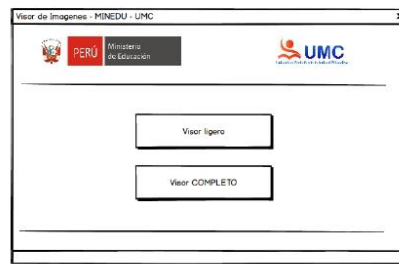 Visor de Imagenes - MINEDU - UMC
PERÚ
Ministerio
de Educación
UMC
Visor ligero
Visor COMPLETO